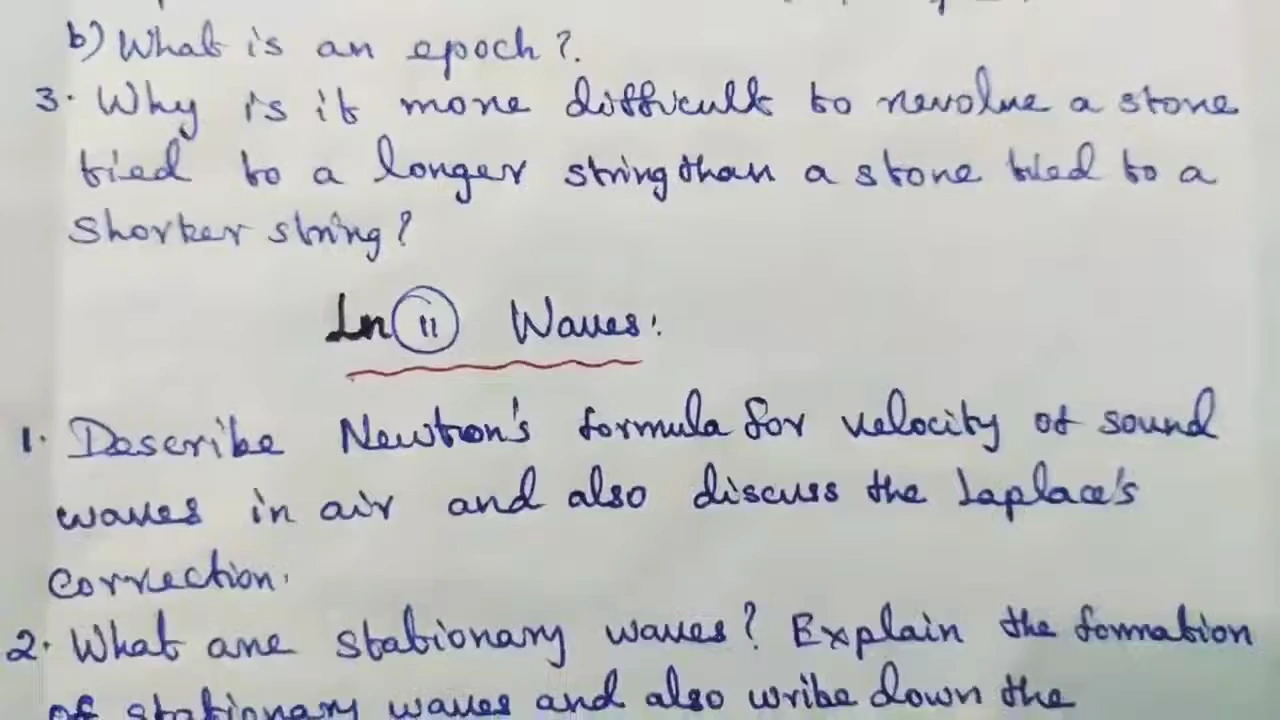 b) What is an epoch?.
3. Why is it more difficult to revolve a stone
tied to a longer string than a stone tied to a
shorter string?
Ln 11 Waves:
1. Describe Newton's formula for velocity of sound
waves in air and also discuss the Laplace's
correction.
2. What are stationary waves? Explain the formation
of stationary waves and also write down the